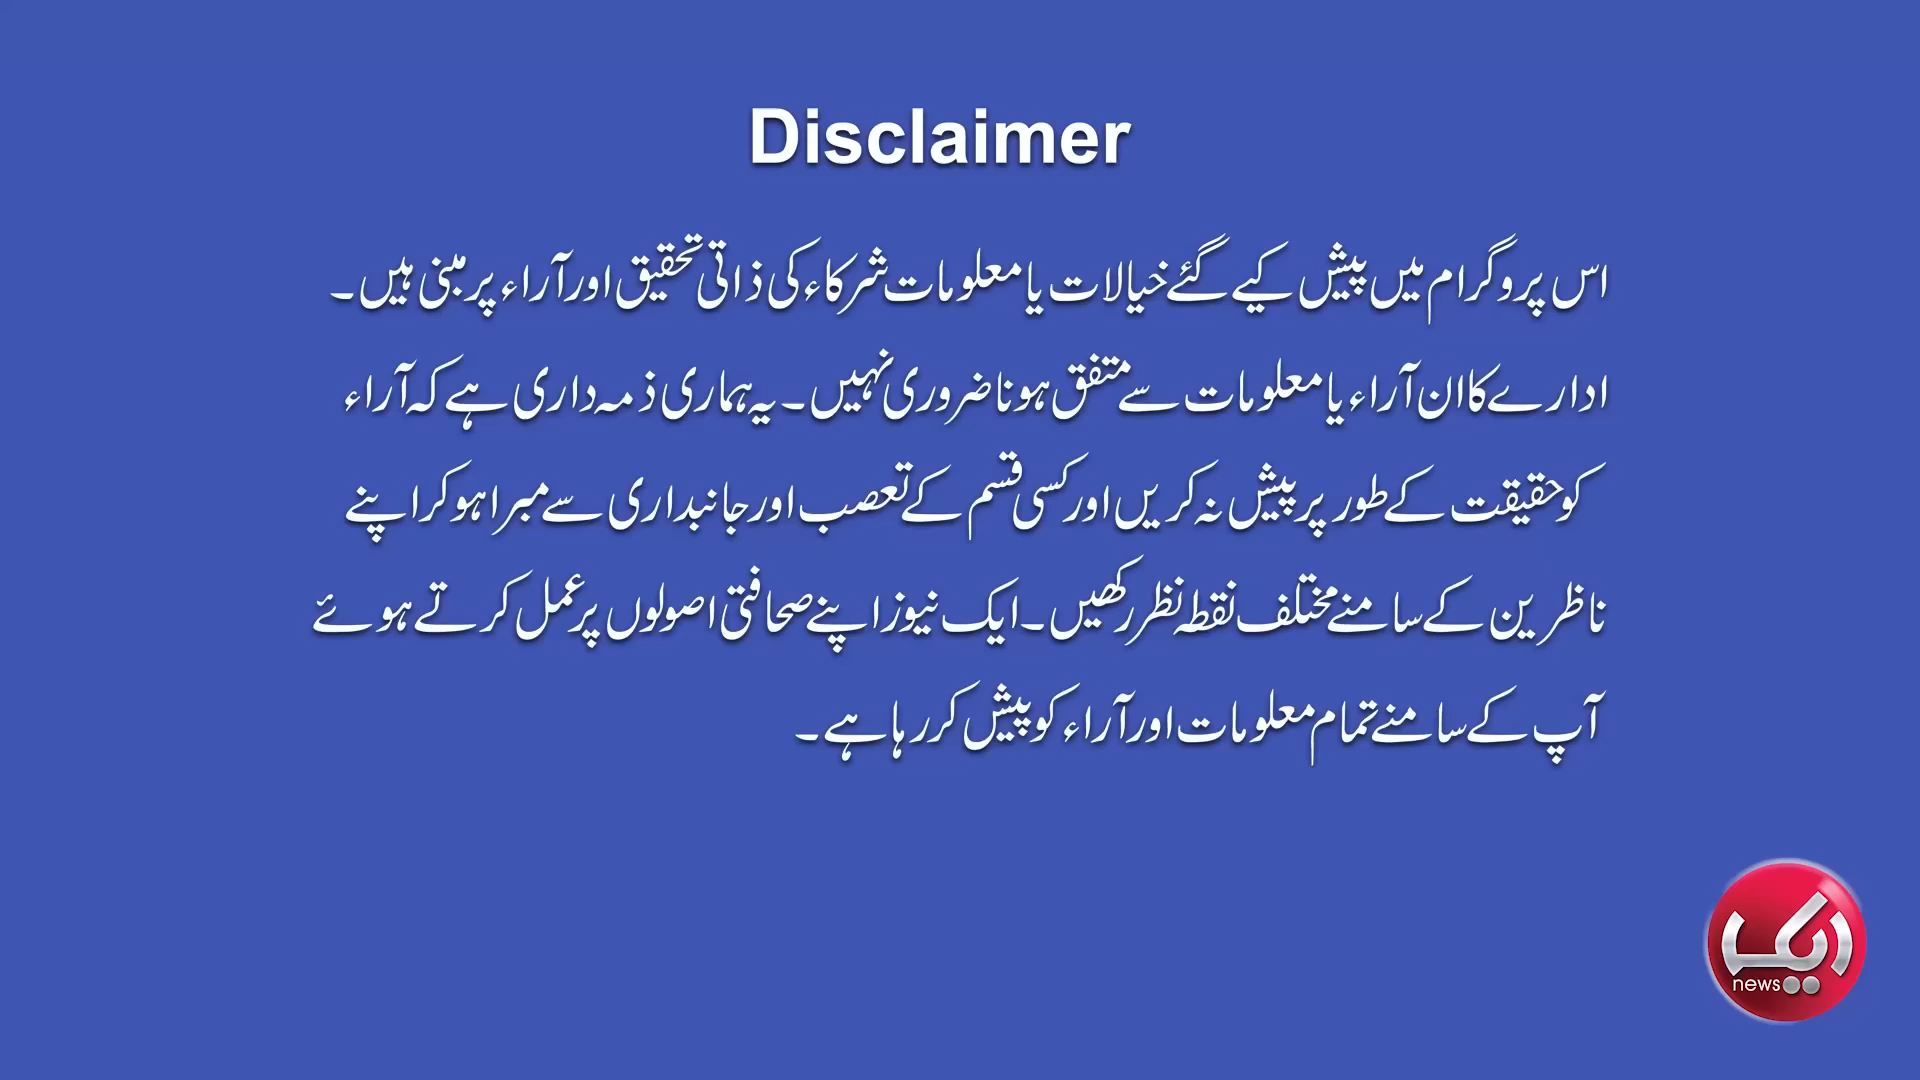 Disclaimer
اس پروگرام میں پیش کیے گئے خیالات یا معلومات شرکاء کی ذاتی تحقیق اور آراء پر مبنی ہیں۔
ادارے کا ان آراء یا معلومات سے متفق ہونا ضروری نہیں۔ یہ ہماری ذمہ داری ہے کہ آراء
کو حقیقت کے طور پر پیش نہ کریں اور کسی قسم کے تعصب اور جانبداری سے مبرا ہو کر اپنے
ناظرین کے سامنے مختلف نقطہ نظر رکھیں۔ ایک نیوز اپنے صحافتی اصولوں پر عمل کرتے ہوئے
آپ کے سامنے تمام معلومات اور آراء کو پیش کر رہا ہے۔
ایک
news